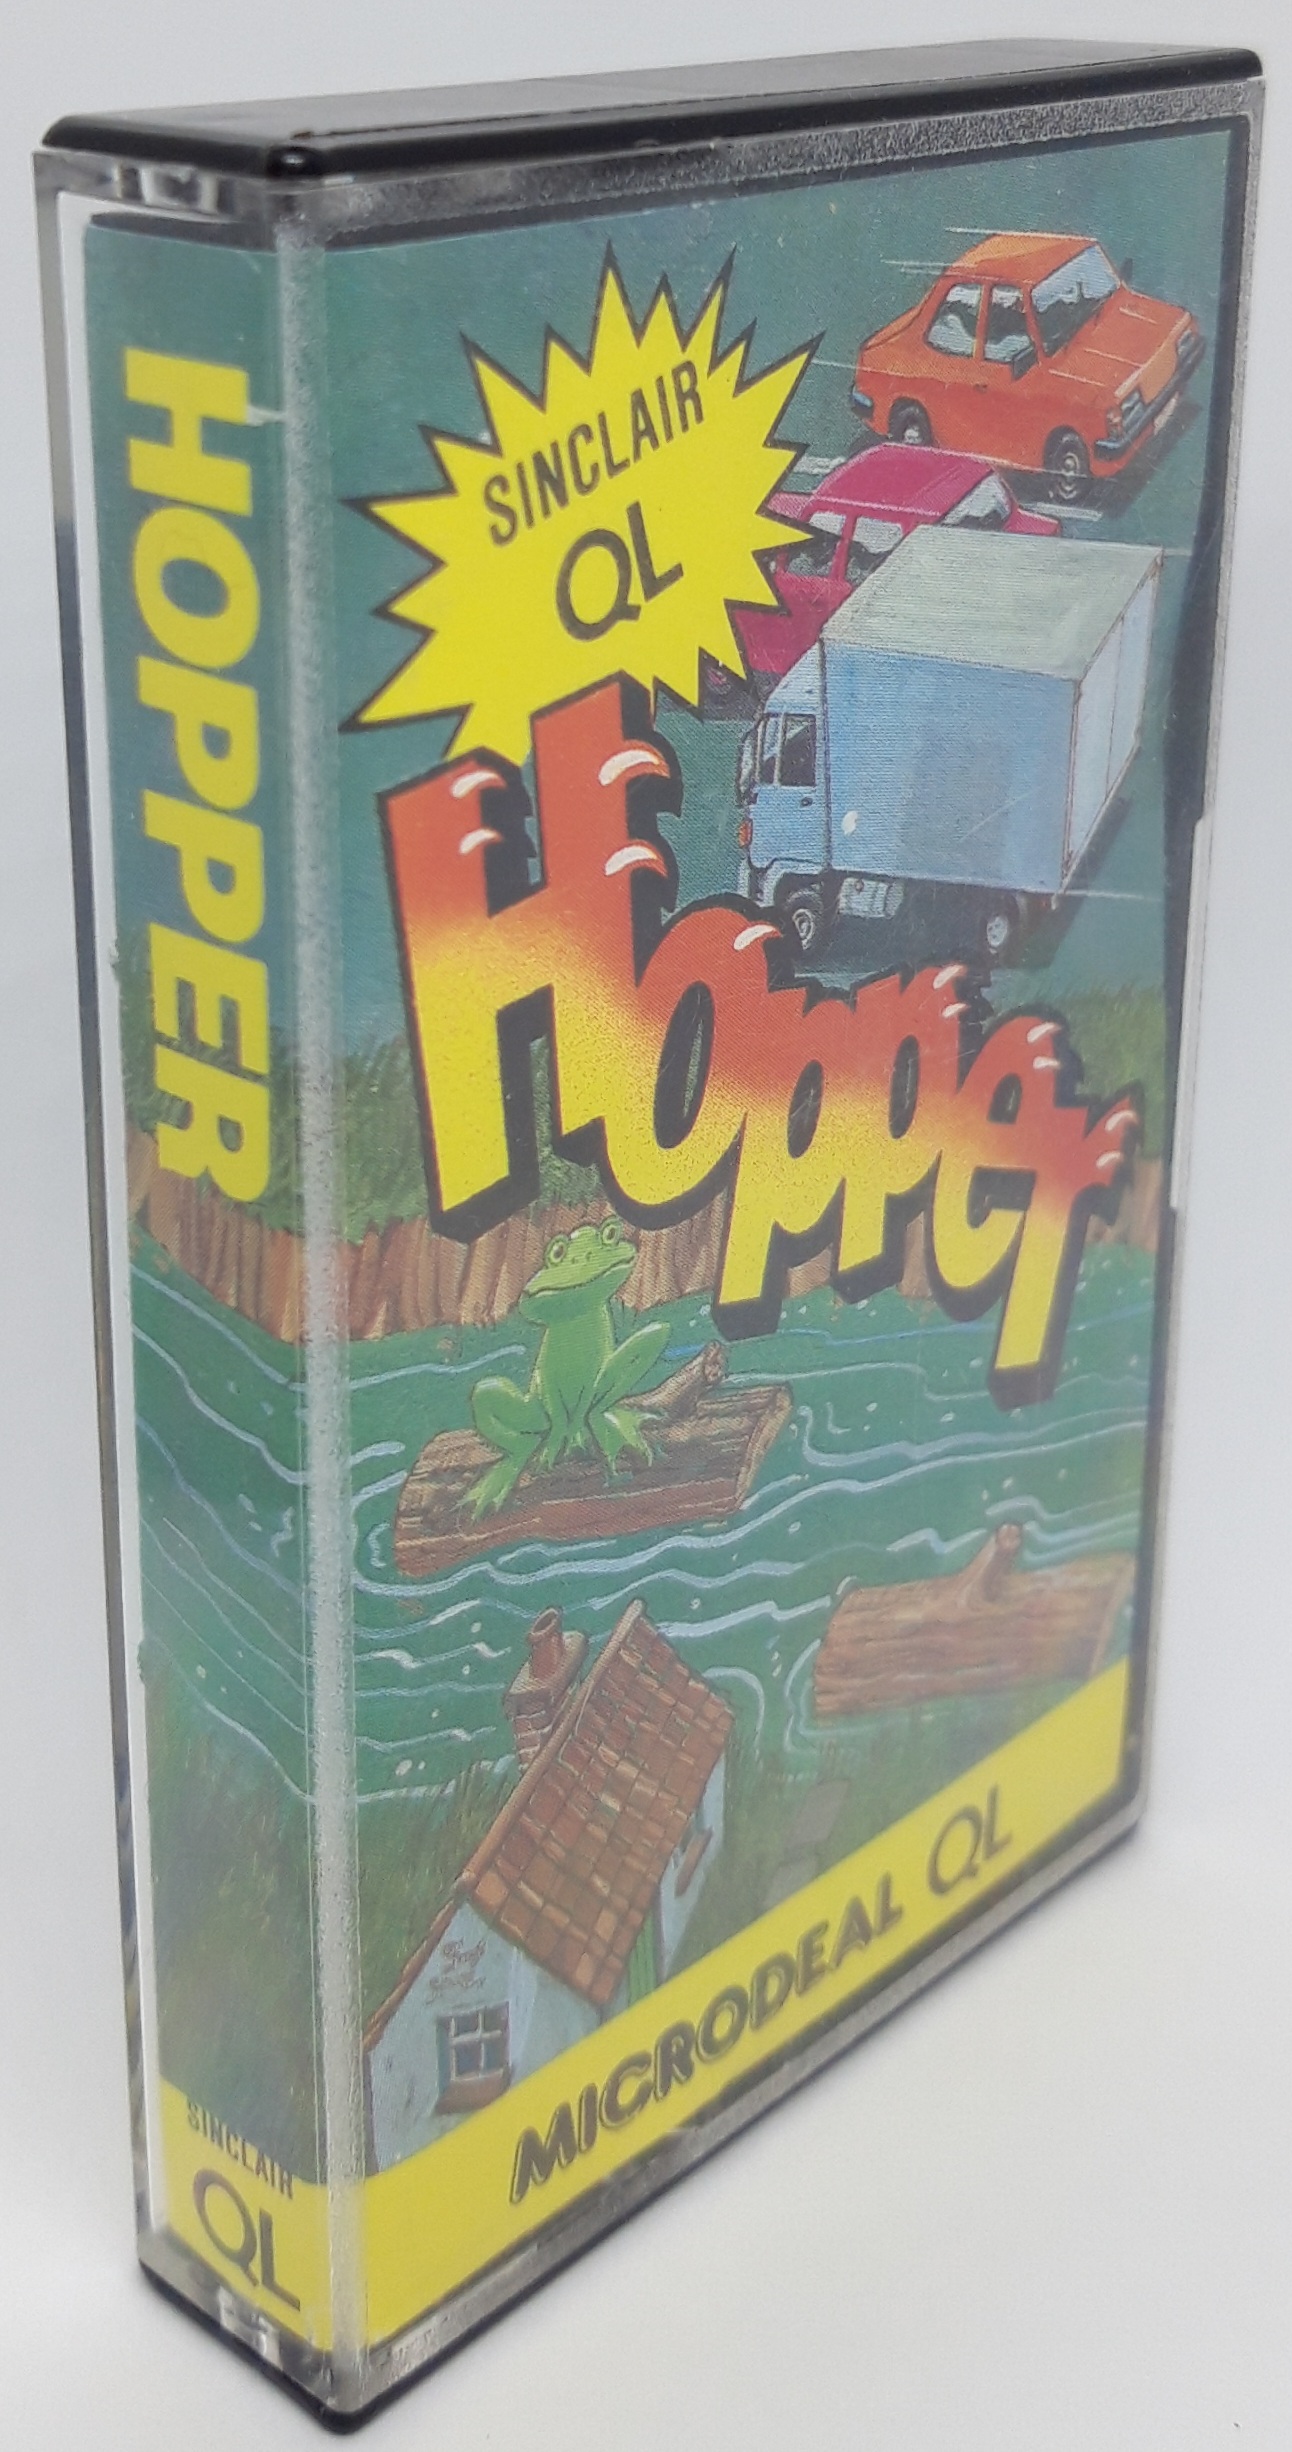 HOPPER
SINCLAIR
QL
SINCLAIR
QL
Hopper
MICRODEAL QL